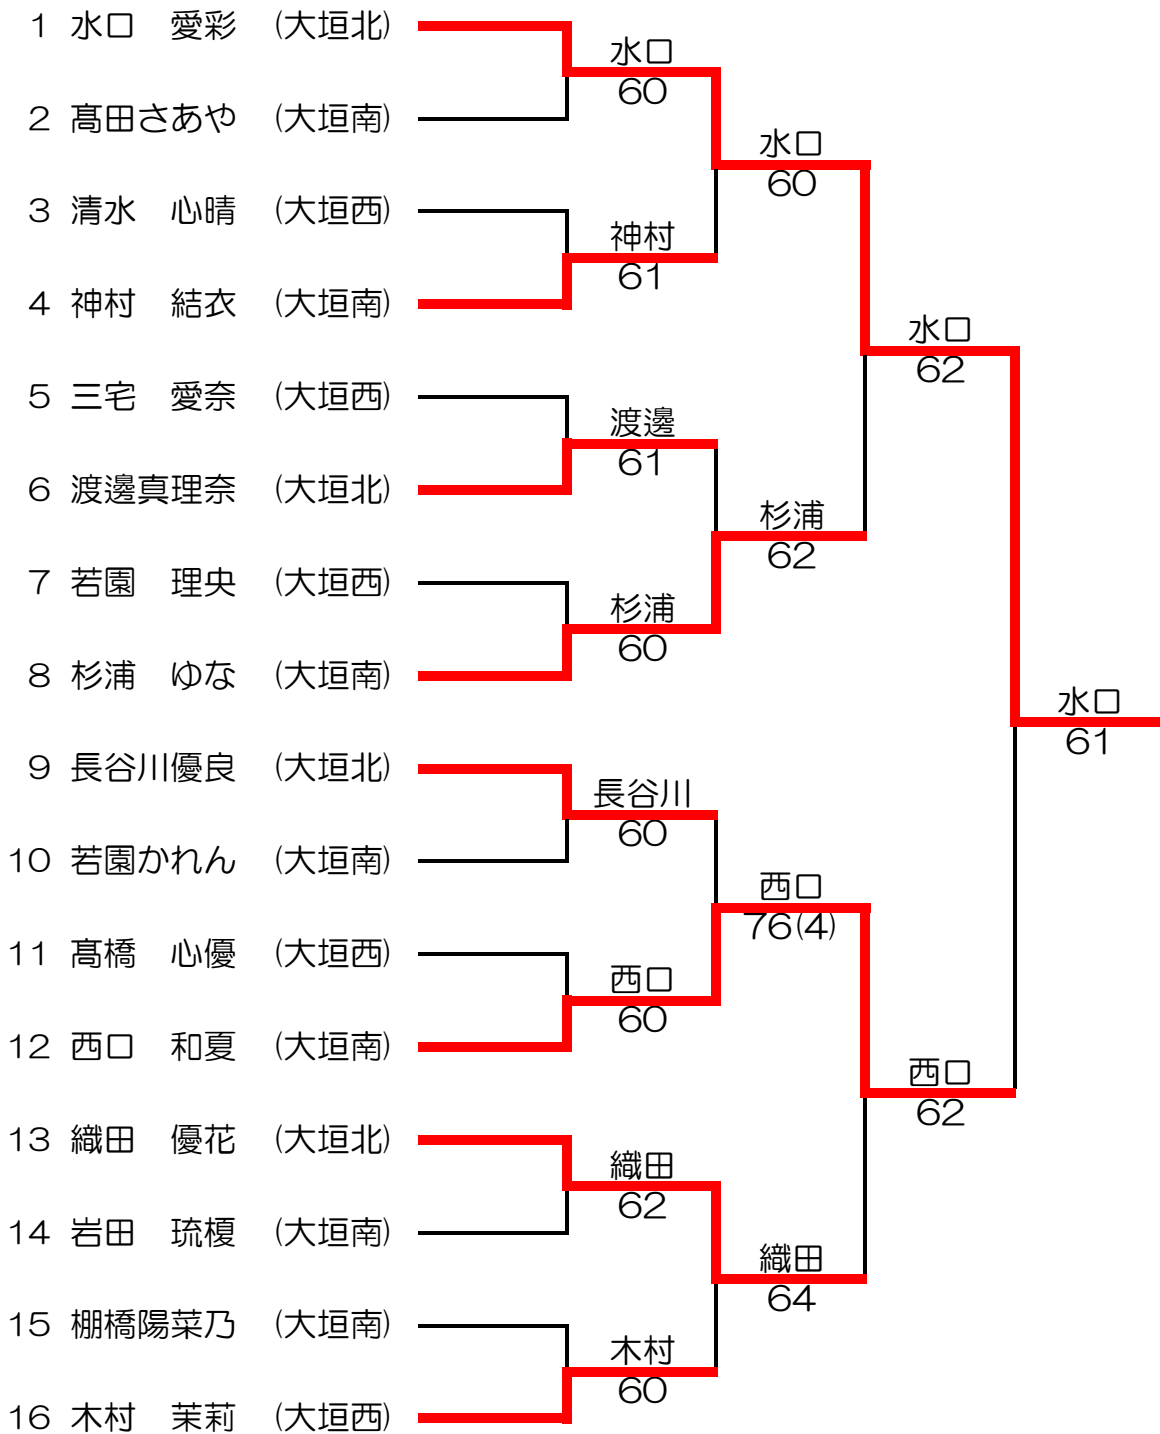 1 水口　愛彩 (大垣北)
2 髙田さあや (大垣南)
3 清水　心晴 (大垣西)
4 神村　結衣 (大垣南)
5 三宅　愛奈 (大垣西)
6 渡邊真理奈 (大垣北)
7 若園　理央 (大垣西)
8 杉浦　ゆな (大垣南)
9 長谷川優良 (大垣北)
10 若園かれん (大垣南)
11 髙橋　心優 (大垣西)
12 西口　和夏 (大垣南)
13 織田　優花 (大垣北)
14 岩田　琉榎 (大垣南)
15 棚橋陽菜乃 (大垣南)
16 木村　茉莉 (大垣西)
水口
60
神村
61
渡邊
61
杉浦
60
長谷川
60
西口
60
織田
62
木村
60
水口
60
杉浦
62
西口
76(4)
織田
64
水口
62
西口
62
水口
61